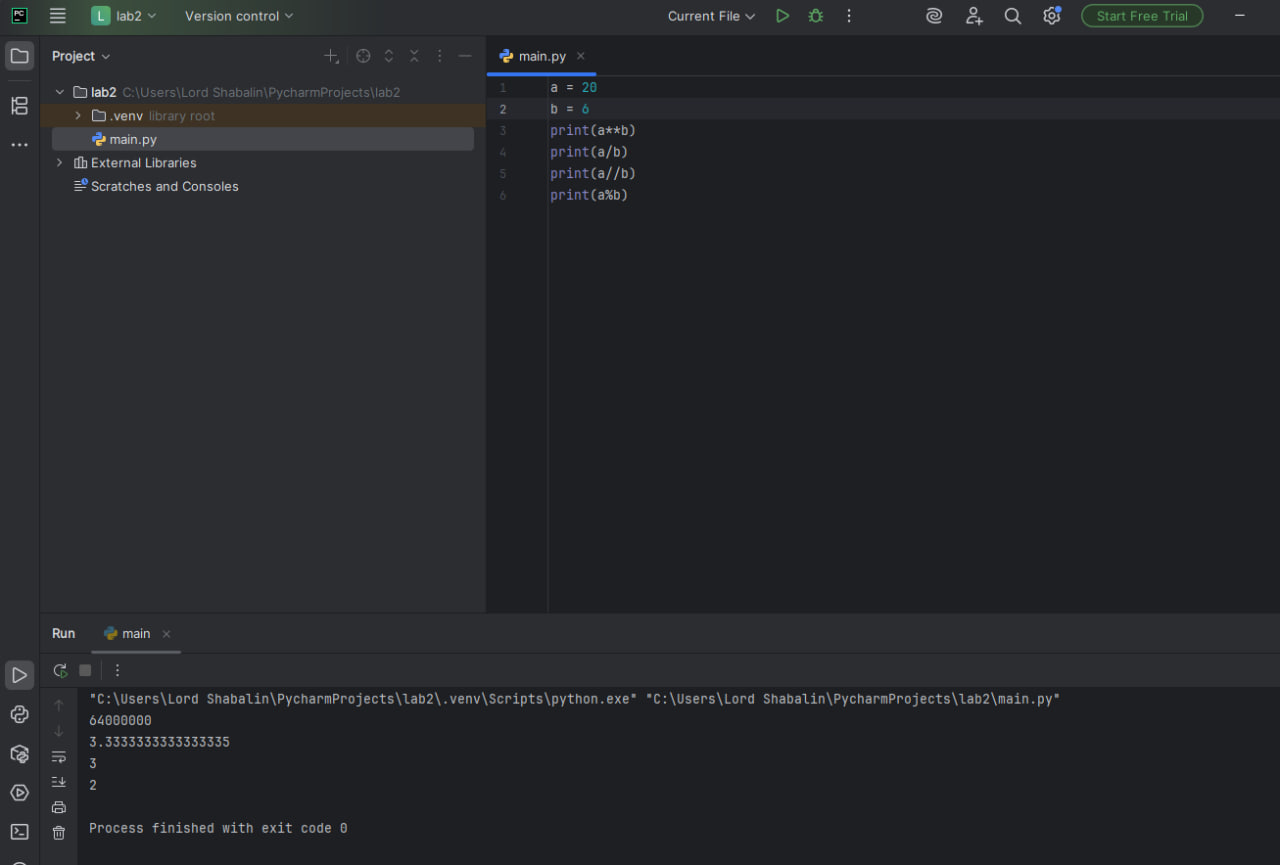 PC
L lab2 Version control Current File Start Free Trial
Project
main.py
lab2 C:\Users\Lord Shabalin\PycharmProjects\lab2
.venv library root
main.py
External Libraries
Scratches and Consoles
1 a = 20
2 b = 6
3 print(a**b)
4 print(a/b)
5 print(a//b)
6 print(a%b)
Run main
"C:\Users\Lord Shabalin\PycharmProjects\lab2\.venv\Scripts\python.exe" "C:\Users\Lord Shabalin\PycharmProjects\lab2\main.py"
64000000
3.3333333333333335
3
2
Process finished with exit code 0